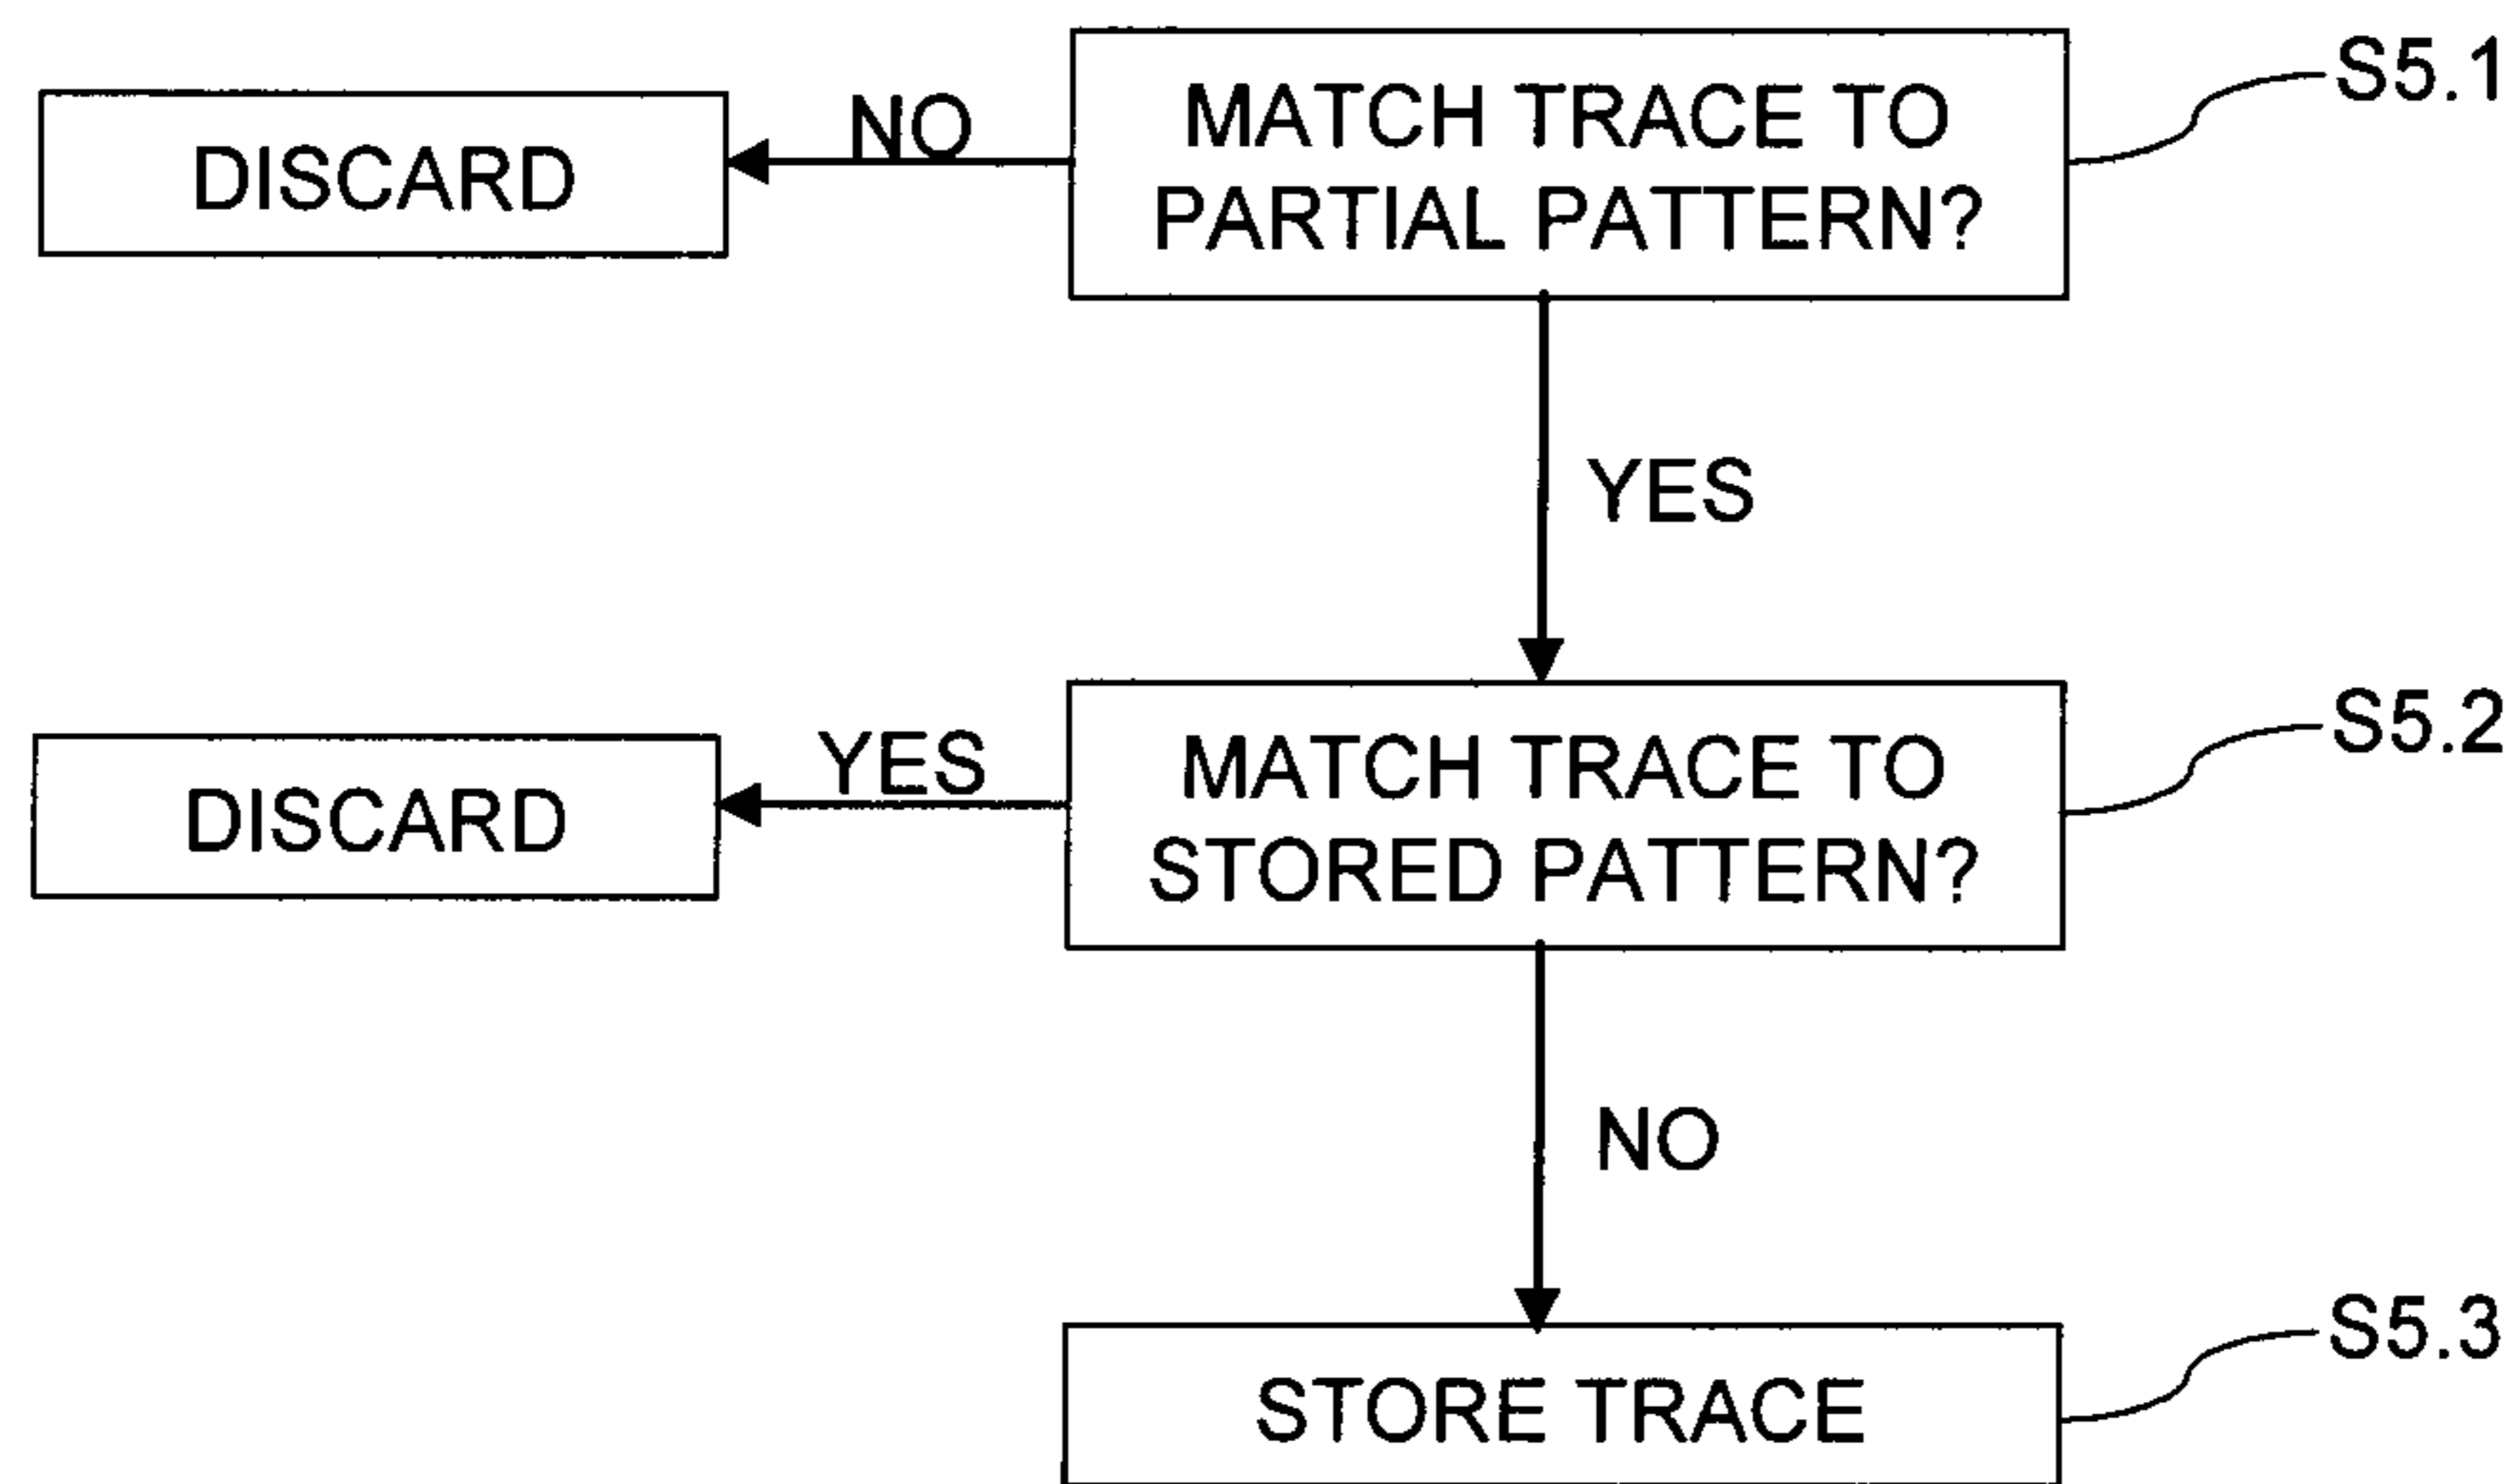 S5.1
MATCH TRACE TO
PARTIAL PATTERN?
NO
DISCARD
YES
S5.2
MATCH TRACE TO
STORED PATTERN?
YES
DISCARD
NO
S5.3
STORE TRACE